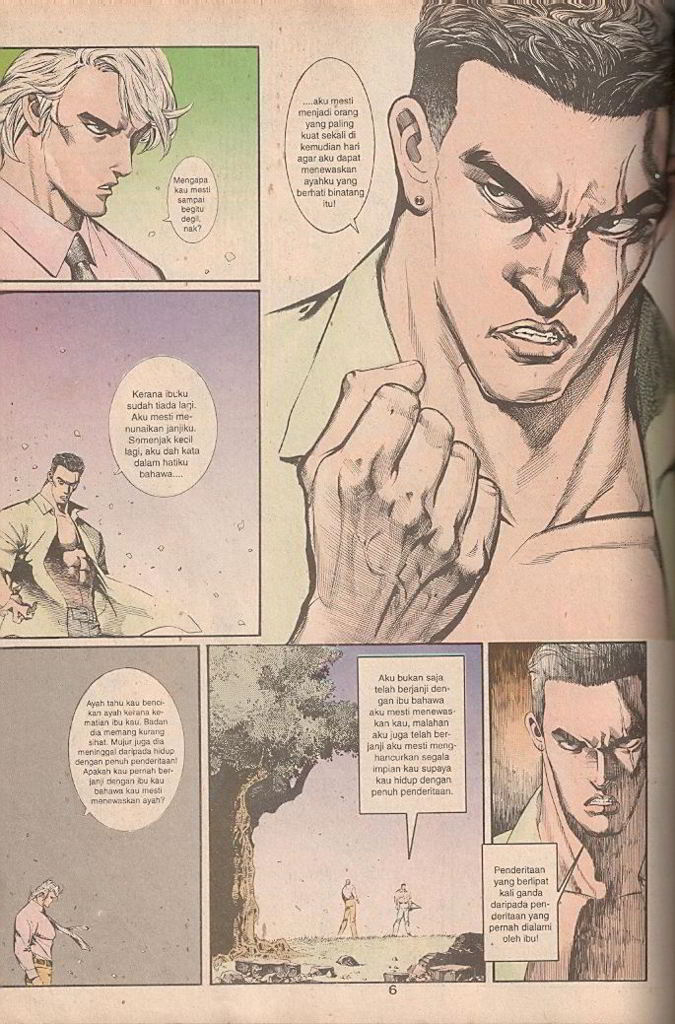 Mengapa
kau mesti
sampai
begitu
degil,
nak?
Kerana ibuku
sudah tiada lagi.
Aku mesti me-
nunaikan janjiku.
Semenjak kecil
lagi, aku dah kata
dalam hatiku
bahawa....
....aku mesti
menjadi orang
yang paling
kuat sekali di
kemudian hari
agar aku dapat
menewaskan
ayahku yang
berhati binatang
itu!
Ayah tahu kau benci-
kan ayah kerana ke-
matian ibu kau. Badan
dia memang kurang
sihat. Mujur juga dia
meninggal daripada hidup
dengan penuh penderitaan!
Apakah kau pernah ber-
janji dengan ibu kau
bahawa kau mesti
menewaskan ayah?
Aku bukan saja
telah berjanji den-
gan ibu bahawa
aku mesti menewas-
kan kau, malahan
aku juga telah ber-
janji aku mesti meng-
hancurkan segala
impian kau supaya
kau hidup dengan
penuh penderitaan.
Penderitaan
yang berlipat
kali ganda
daripada pen-
deritaan yang
pernah dialami
oleh ibu!
6